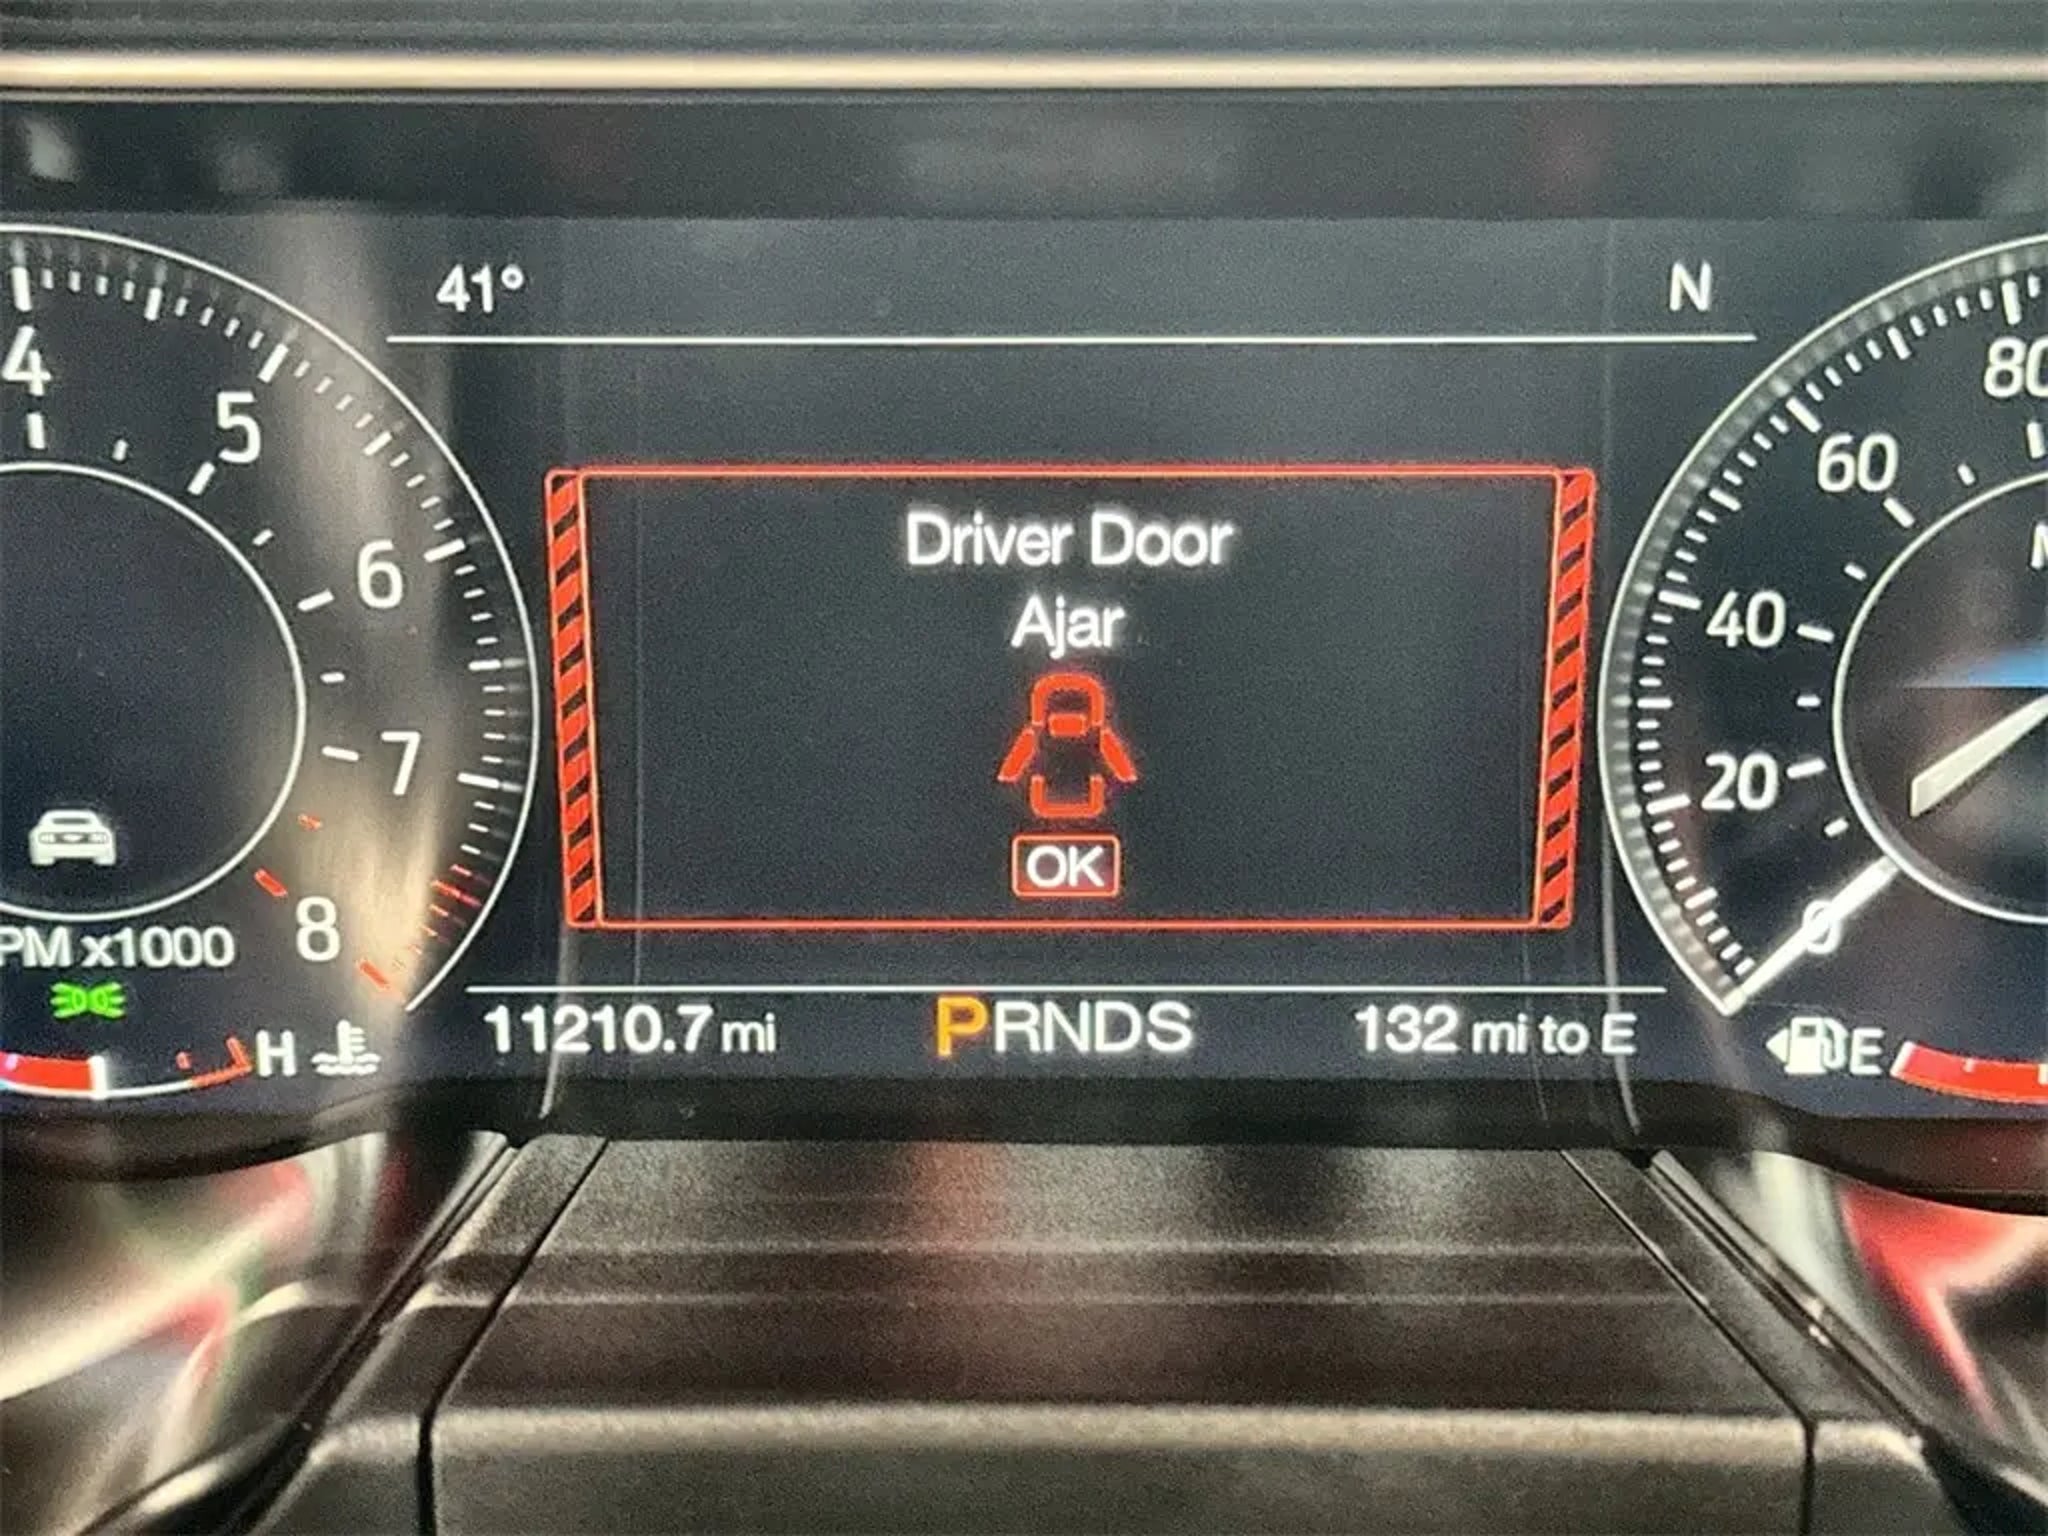 41° N
4
5
6
7
8
PM x1000
H
Driver Door
Ajar
OK
11210.7 mi
PRNDS
132 mi to E
80
60
40
20
0
E